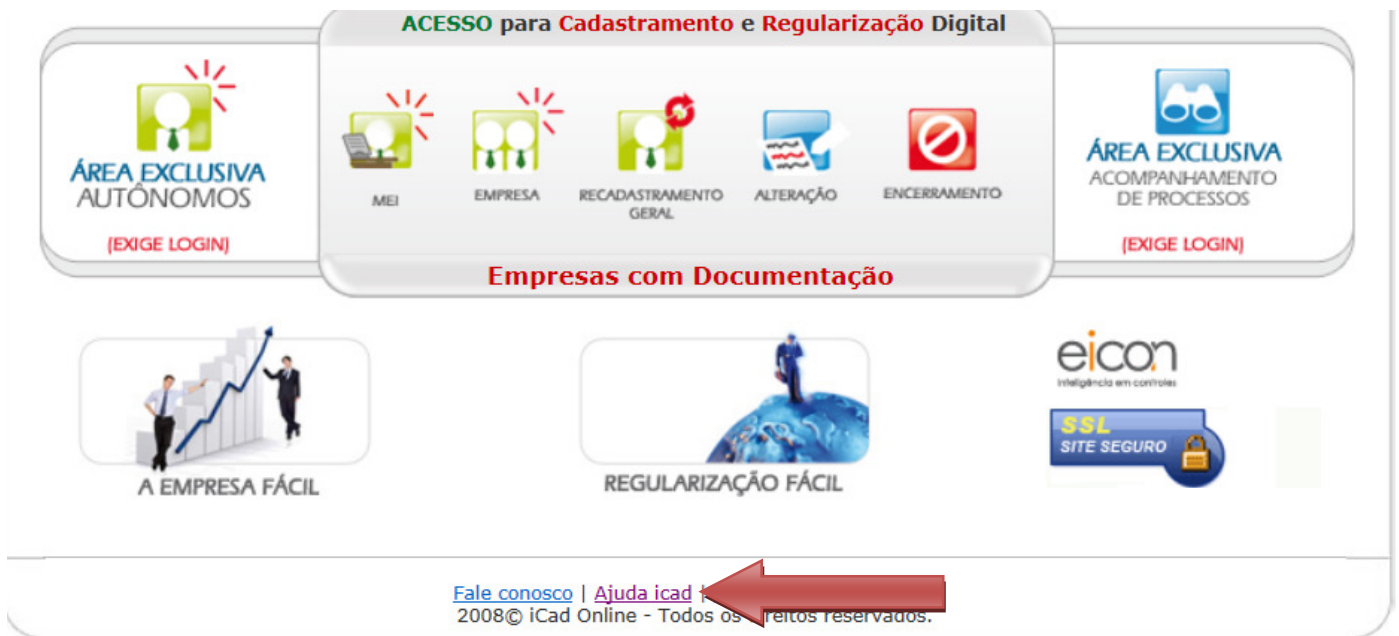 ACESSO para Cadastramento e Regularização Digital
ÁREA EXCLUSIVA
AUTÔNOMOS
(EXIGE LOGIN)
MEI
EMPRESA
RECADASTRAMENTO
GERAL
ALTERAÇÃO
ENCERRAMENTO
ÁREA EXCLUSIVA
ACOMPANHAMENTO
DE PROCESSOS
(EXIGE LOGIN)
Empresas com Documentação
A EMPRESA FÁCIL
REGULARIZAÇÃO FÁCIL
eicon
inteligência em controles
SSL
SITE SEGURO
Fale conosco | Ajuda icad |
2008© iCad Online - Todos os direitos reservados.